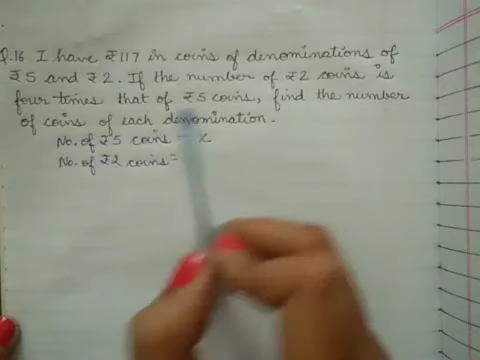 Q.16 I have ₹117 in coins of denominations of
₹5 and ₹2. If the number of ₹2 coins is
four times that of ₹5 coins, find the number
of coins of each denomination.
No. of ₹5 coins = x
No. of ₹2 coins =